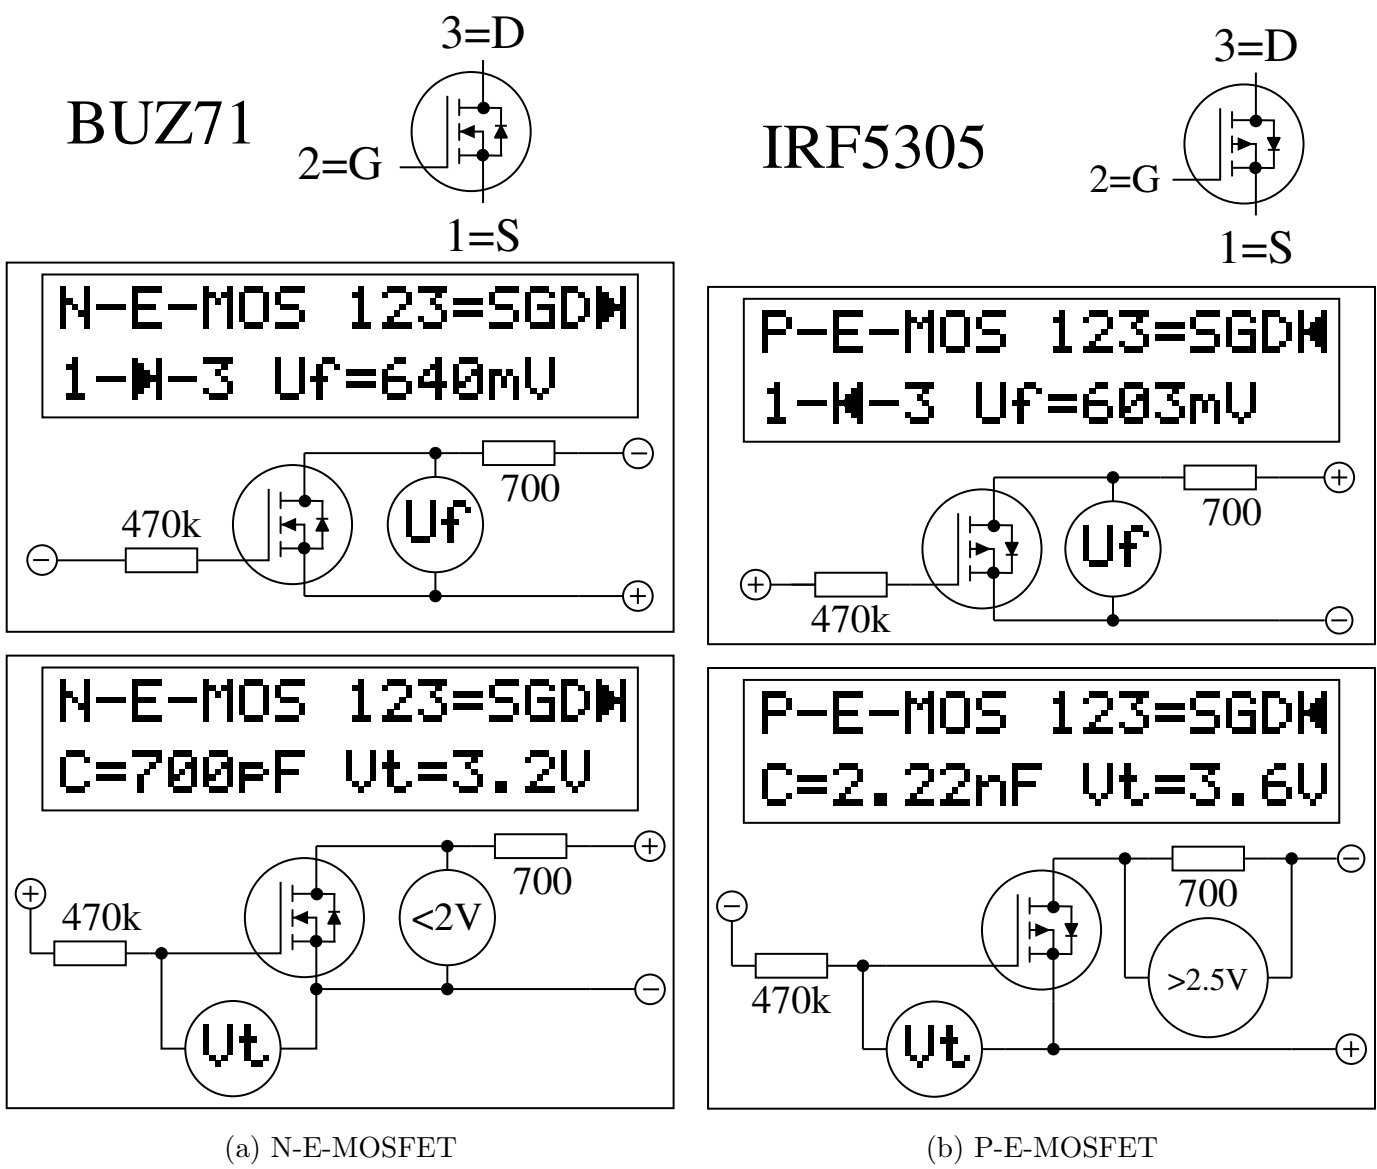 3=D
BUZ71
2=G
1=S
N-E-MOS 123=SGD
1- -3 Uf=640mV
700
470k
Uf
−
−
+
N-E-MOS 123=SGD
C=700pF Vt=3.2V
+
+
700
470k
<2V
−
Vt
(a) N-E-MOSFET
3=D
IRF5305
2=G
1=S
P-E-MOS 123=SGD
1- -3 Uf=603mV
+
700
Uf
+
470k
−
P-E-MOS 123=SGD
C=2.22nF Vt=3.6V
−
700
−
470k
>2.5V
Vt
+
(b) P-E-MOSFET